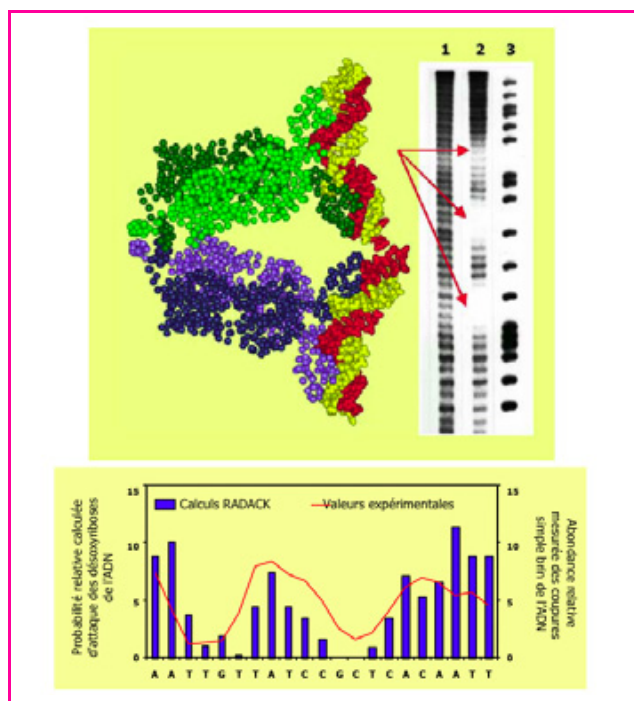 1 2 3
15
10
5
0
Probabilité relative calculée
d'attaque des désoxyriboses
de l'ADN
Calculs RADACK
Valeurs expérimentales
15
10
5
0
Abondance relative
mesurée des coupures
simple brin de l'ADN
A A T T G T T A T C C G C T C A C A A T T